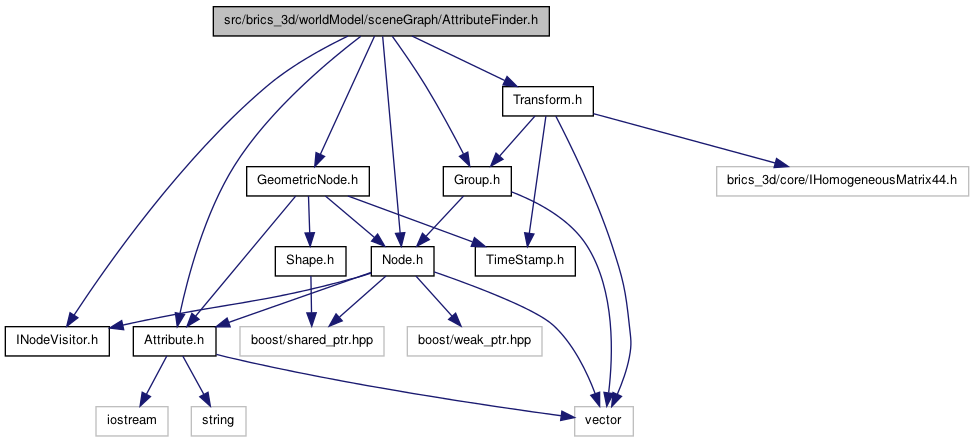 src/brics_3d/worldModel/sceneGraph/AttributeFinder.h
Transform.h
GeometricNode.h
Group.h
brics_3d/core/IHomogeneousMatrix44.h
Shape.h
Node.h
TimeStamp.h
INodeVisitor.h
Attribute.h
boost/shared_ptr.hpp
boost/weak_ptr.hpp
iostream
string
vector